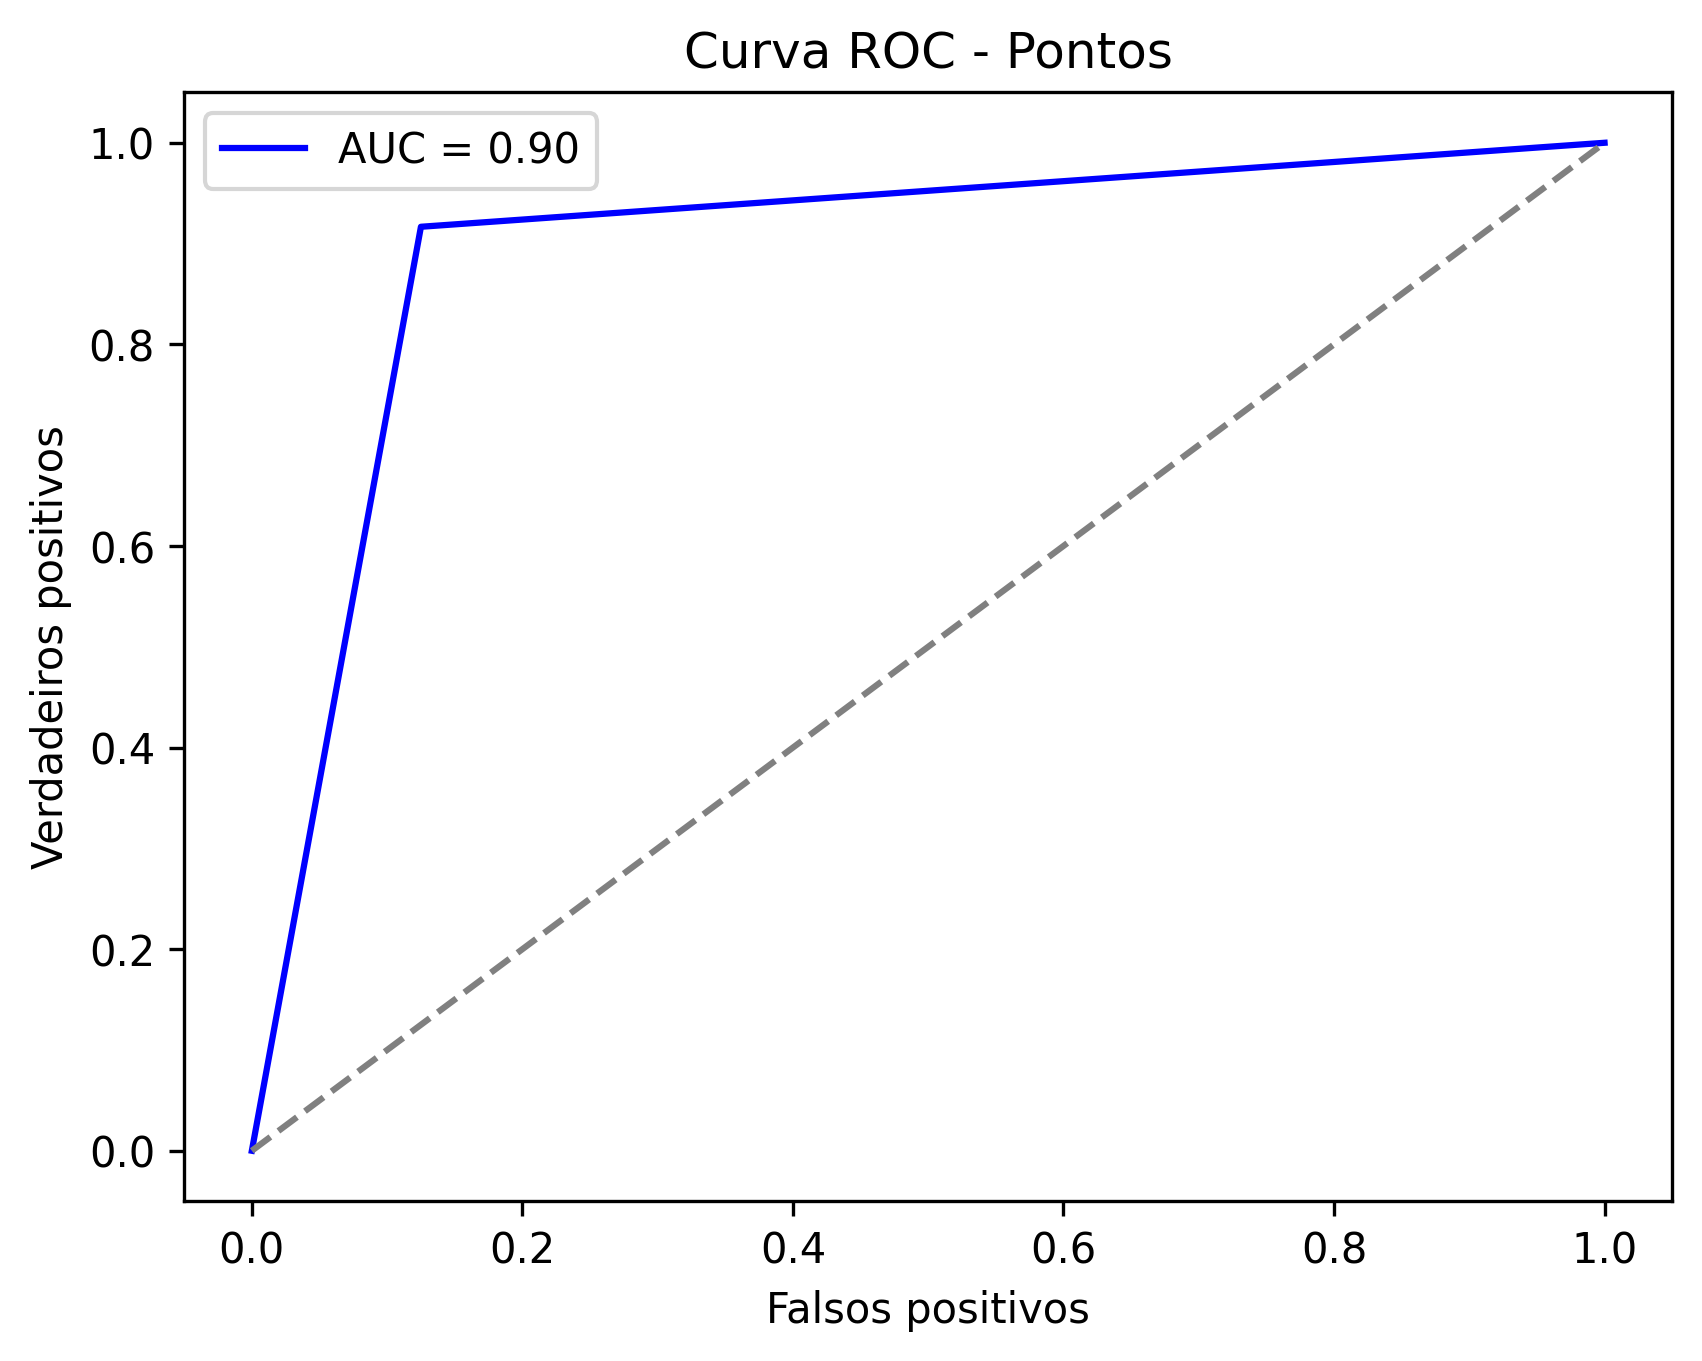 Curva ROC - Pontos
AUC = 0.90
1.0
0.8
0.6
0.4
0.2
0.0
Verdadeiros positivos
0.0 0.2 0.4 0.6 0.8 1.0
Falsos positivos